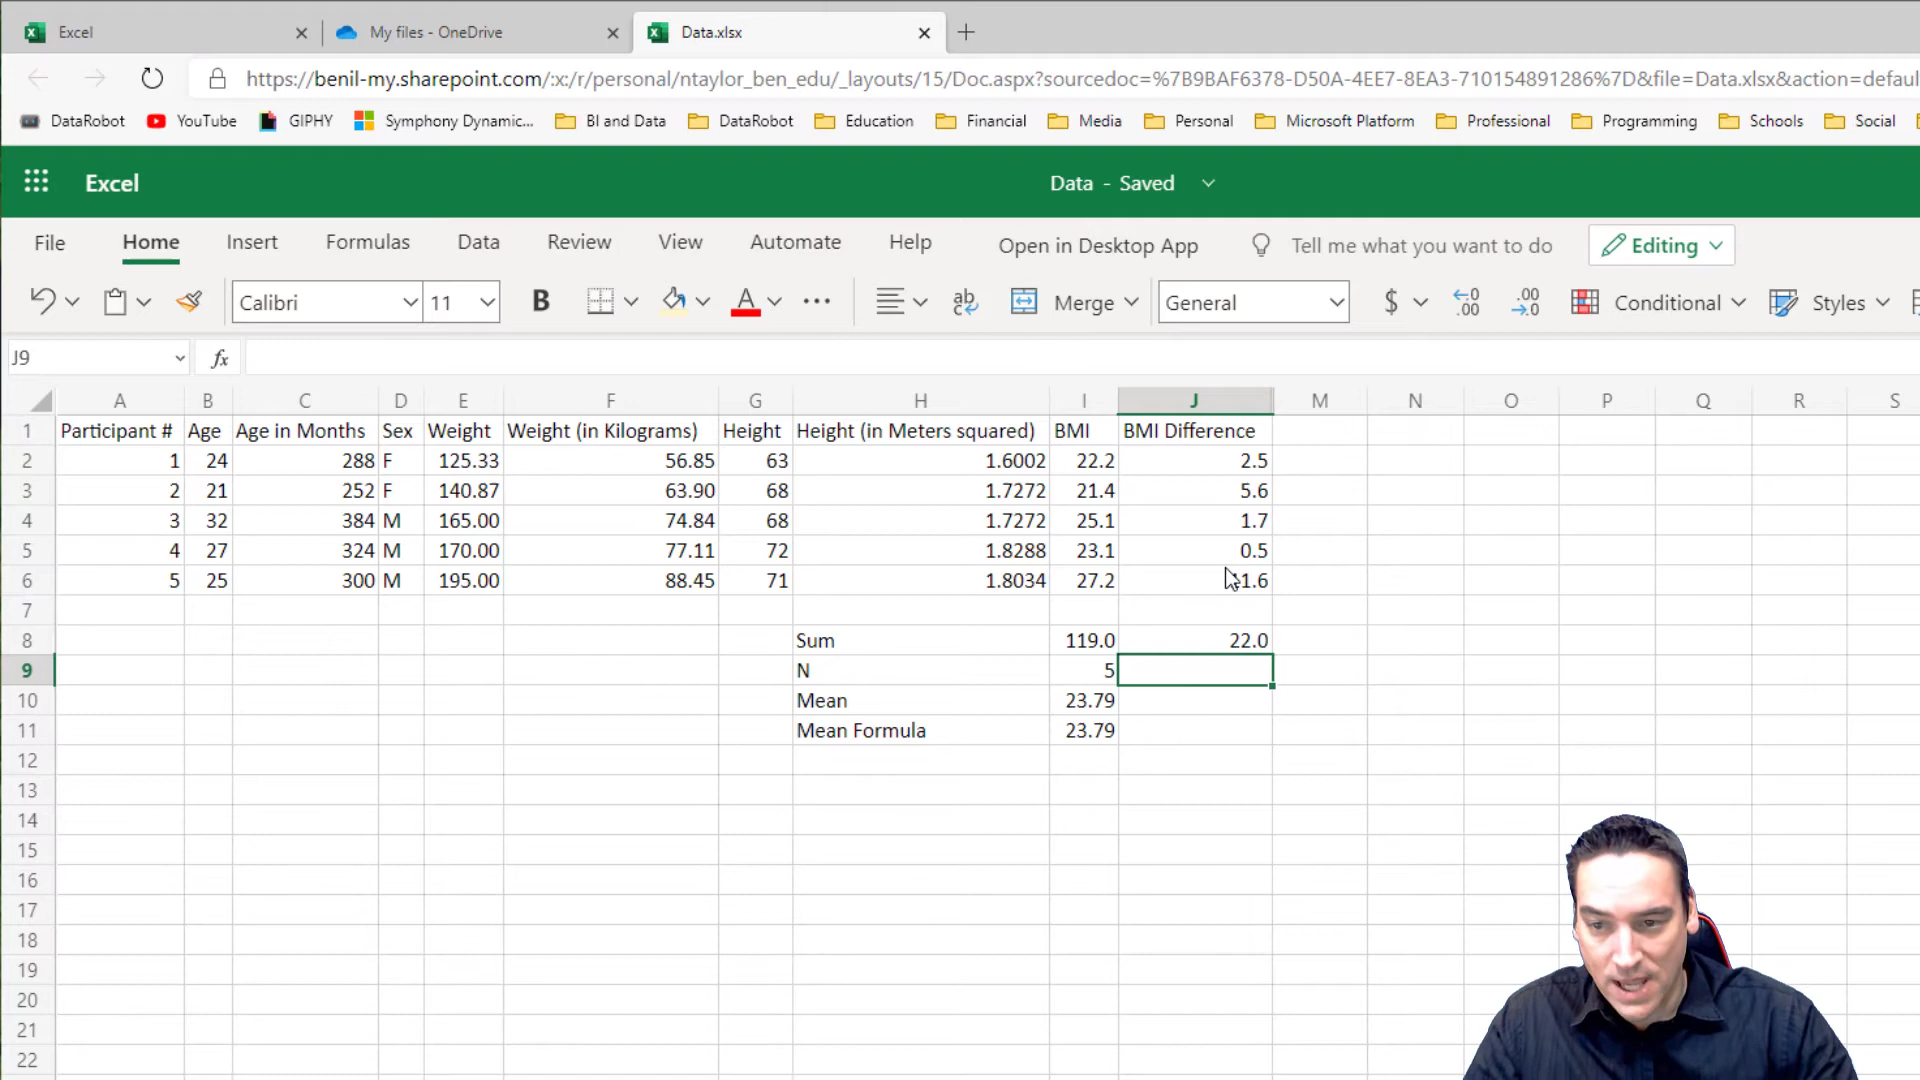 Excel
My files - OneDrive
Data.xlsx
https://benil-my.sharepoint.com/:x:/r/personal/ntaylor_ben_edu/_layouts/15/Doc.aspx?sourcedoc=%7B9BAF6378-D50A-4EE7-8EA3-710154891286%7D&file=Data.xlsx&action=defaul
DataRobot YouTube GIPHY Symphony Dynamic... BI and Data DataRobot Education Financial Media Personal Microsoft Platform Professional Programming Schools Social
Excel Data - Saved
File Home Insert Formulas Data Review View Automate Help Open in Desktop App Tell me what you want to do Editing
Calibri 11 B A ... ab Merge General $ .00 .00 Conditional Styles
J9 fx
A B C D E F G H I J M N O P Q R S
1 Participant # Age Age in Months Sex Weight Weight (in Kilograms) Height Height (in Meters squared) BMI BMI Difference
2 1 24 288 F 125.33 56.85 63 1.6002 22.2 2.5
3 2 21 252 F 140.87 63.90 68 1.7272 21.4 5.6
4 3 32 384 M 165.00 74.84 68 1.7272 25.1 1.7
5 4 27 324 M 170.00 77.11 72 1.8288 23.1 0.5
6 5 25 300 M 195.00 88.45 71 1.8034 27.2 1.6
7
8 Sum 119.0 22.0
9 N 5
10 Mean 23.79
11 Mean Formula 23.79
12
13
14
15
16
17
18
19
20
21
22